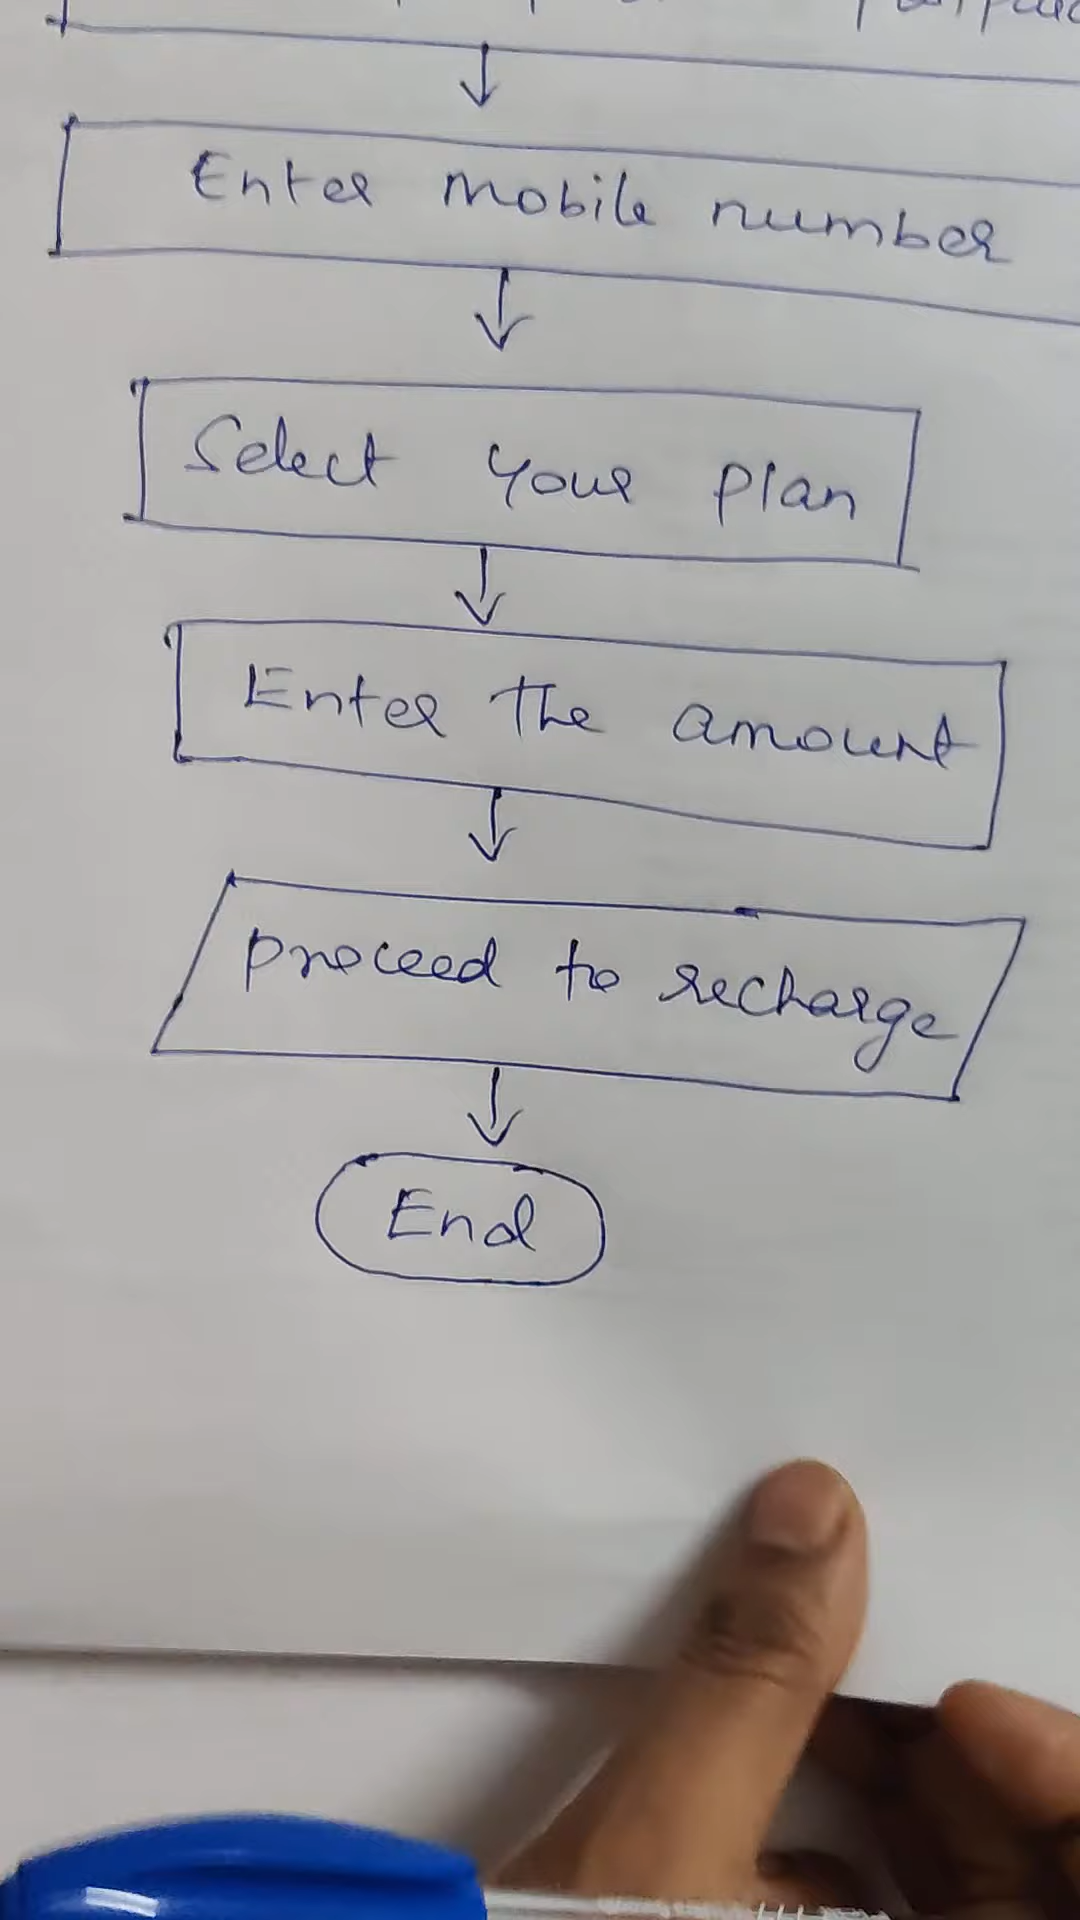 Enter mobile number
Select your plan
Enter the amount
proceed to recharge
End